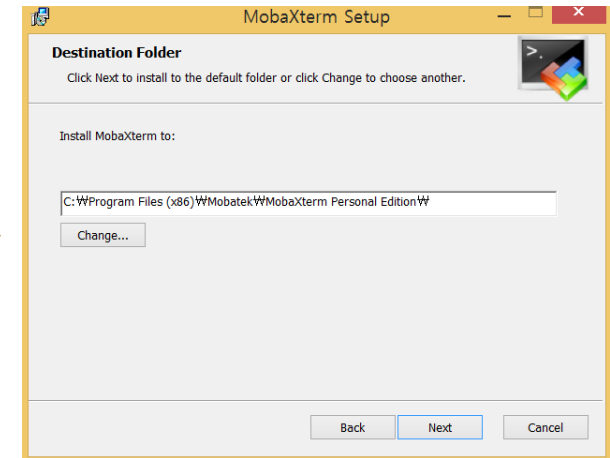 MobaXterm Setup
Destination Folder
Click Next to install to the default folder or click Change to choose another.
Install MobaXterm to:
C:₩Program Files (x86)₩Mobatek₩MobaXterm Personal Edition₩
Change...
Back Next Cancel